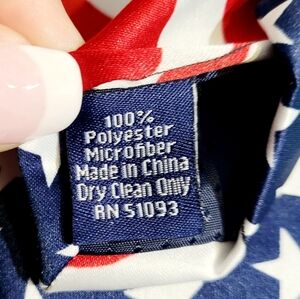 100%
Polyester
Microfiber
Made in China
Dry Clean Only
RN 51093